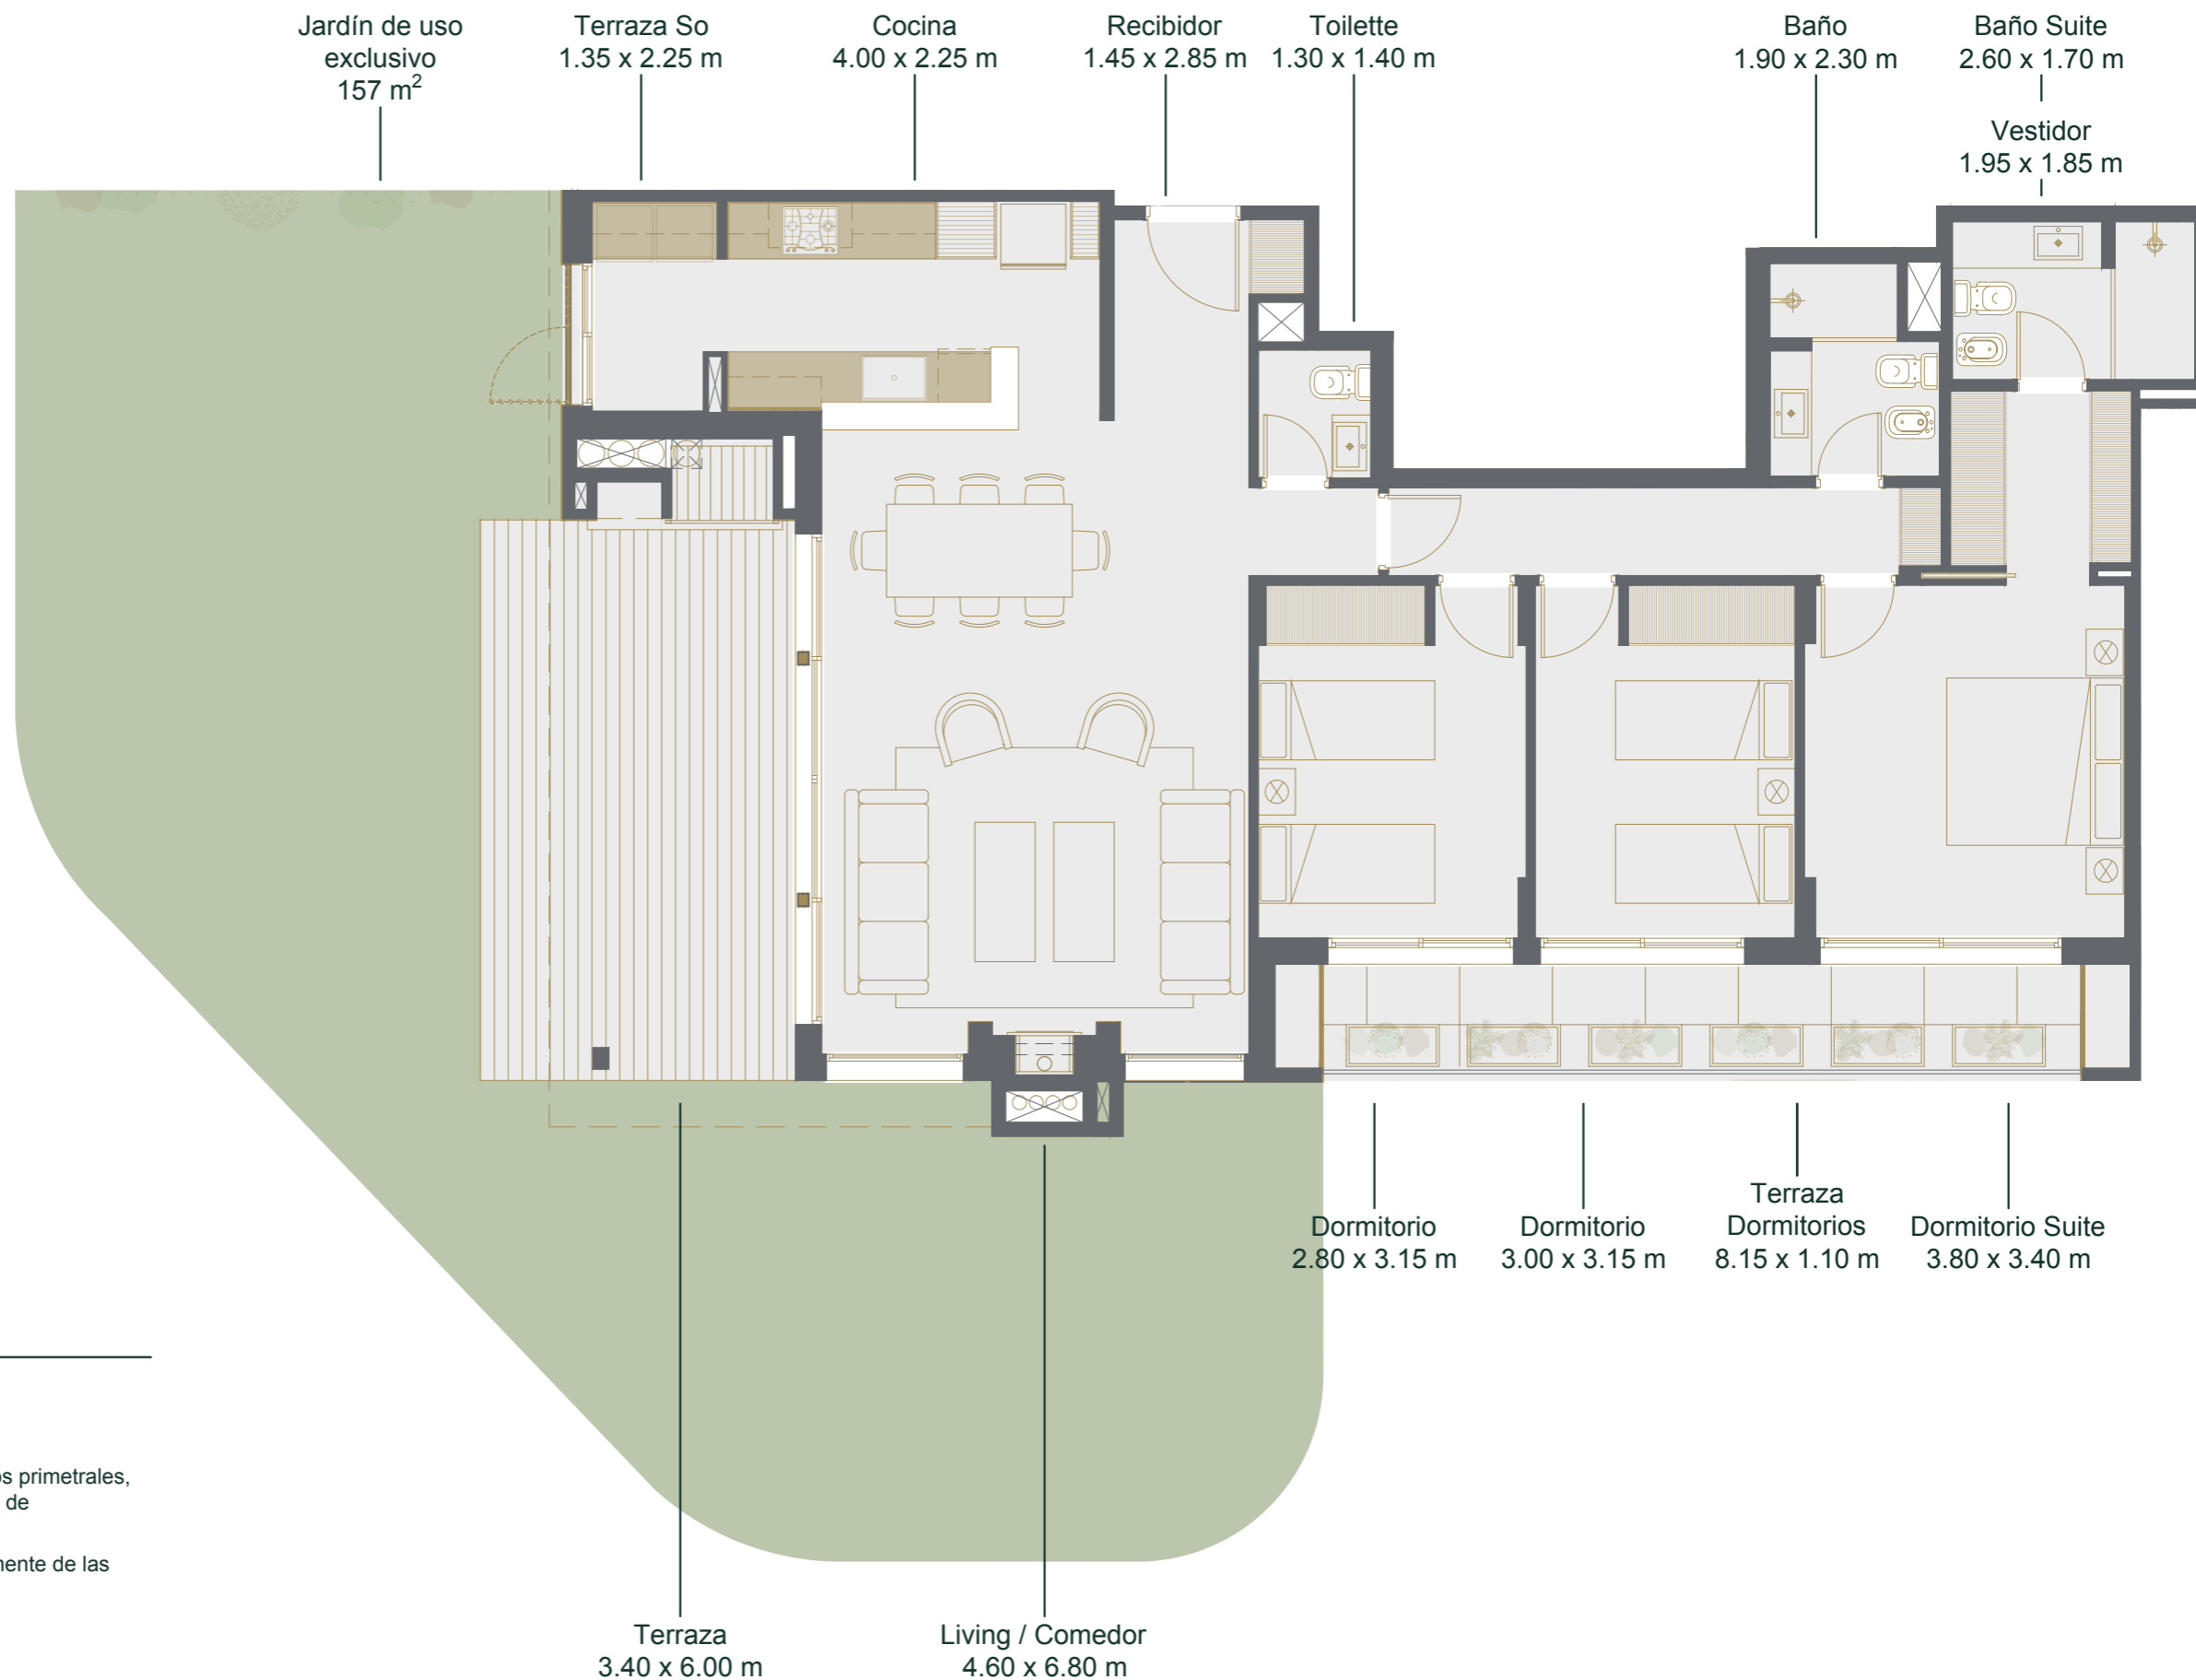 Jardín de uso
exclusivo
157 m²
Terraza So
1.35 x 2.25 m
Cocina
4.00 x 2.25 m
Recibidor
1.45 x 2.85 m
Toilette
1.30 x 1.40 m
Baño
1.90 x 2.30 m
Baño Suite
2.60 x 1.70 m
Vestidor
1.95 x 1.85 m
Dormitorio
2.80 x 3.15 m
Dormitorio
3.00 x 3.15 m
Terraza
Dormitorios
8.15 x 1.10 m
Dormitorio Suite
3.80 x 3.40 m
primetrales,
de
de las
Terraza
3.40 x 6.00 m
Living / Comedor
4.60 x 6.80 m